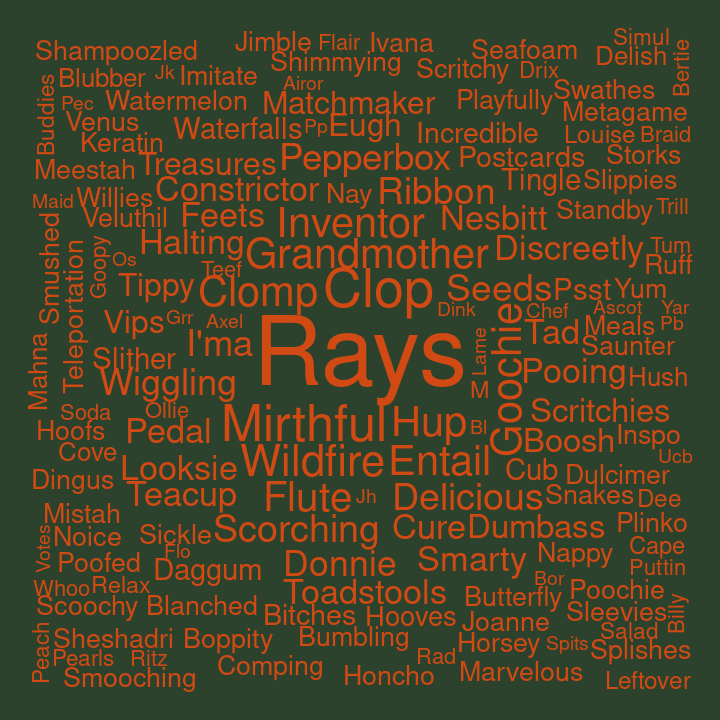 Simul
Jimble Flair Ivana
Shampoozled Seafoam Delish Bertie
Shimmying
Scritchy Drix
Blubber Jk Imitate
Airor Swathes
Buddies Pec Watermelon Matchmaker Playfully
Metagame
Venus Waterfalls Pp Eugh Incredible Louise Braid
Keratin
Meestah Treasures Pepperbox Postcards Storks
Constrictor Nay Ribbon Tingle Slippies
Maid Willies
Veluthil Feets Inventor Nesbitt Standby Trill
Smushed Halting Grandmother Discreetly Tum
Teleportation Goopy Os Teef Ruff
Tippy Clomp Clop Seeds Psst Yum
Dink Chef Ascot Yar
Vips Grr Axel Rays Goochie Tad Meals Pb
Mahna Slither I'ma Lame Saunter
Wiggling M Pooing Hush
Soda Ollie
Hoofs Pedal Mirthful Hup Bl Scritchies
Boosh Inspo
Cove Looksie Wildfire Entail Ucb
Dingus Cub Dulcimer
Teacup Flute Jh Delicious Snakes Dee
Mistah
Noice Sickle Scorching Cure Dumbass Plinko
Votes Flo Cape
Poofed Daggum Donnie Smarty Nappy Puttin
Whoo Relax Toadstools Bor
Butterfly Poochie
Scoochy Blanched Bitches Hooves Joanne Sleevies Billy
Peach Sheshadri Boppity Bumbling Horsey Spits Salad
Splishes
Pearls Ritz Comping Rad
Smooching Honcho Marvelous Leftover